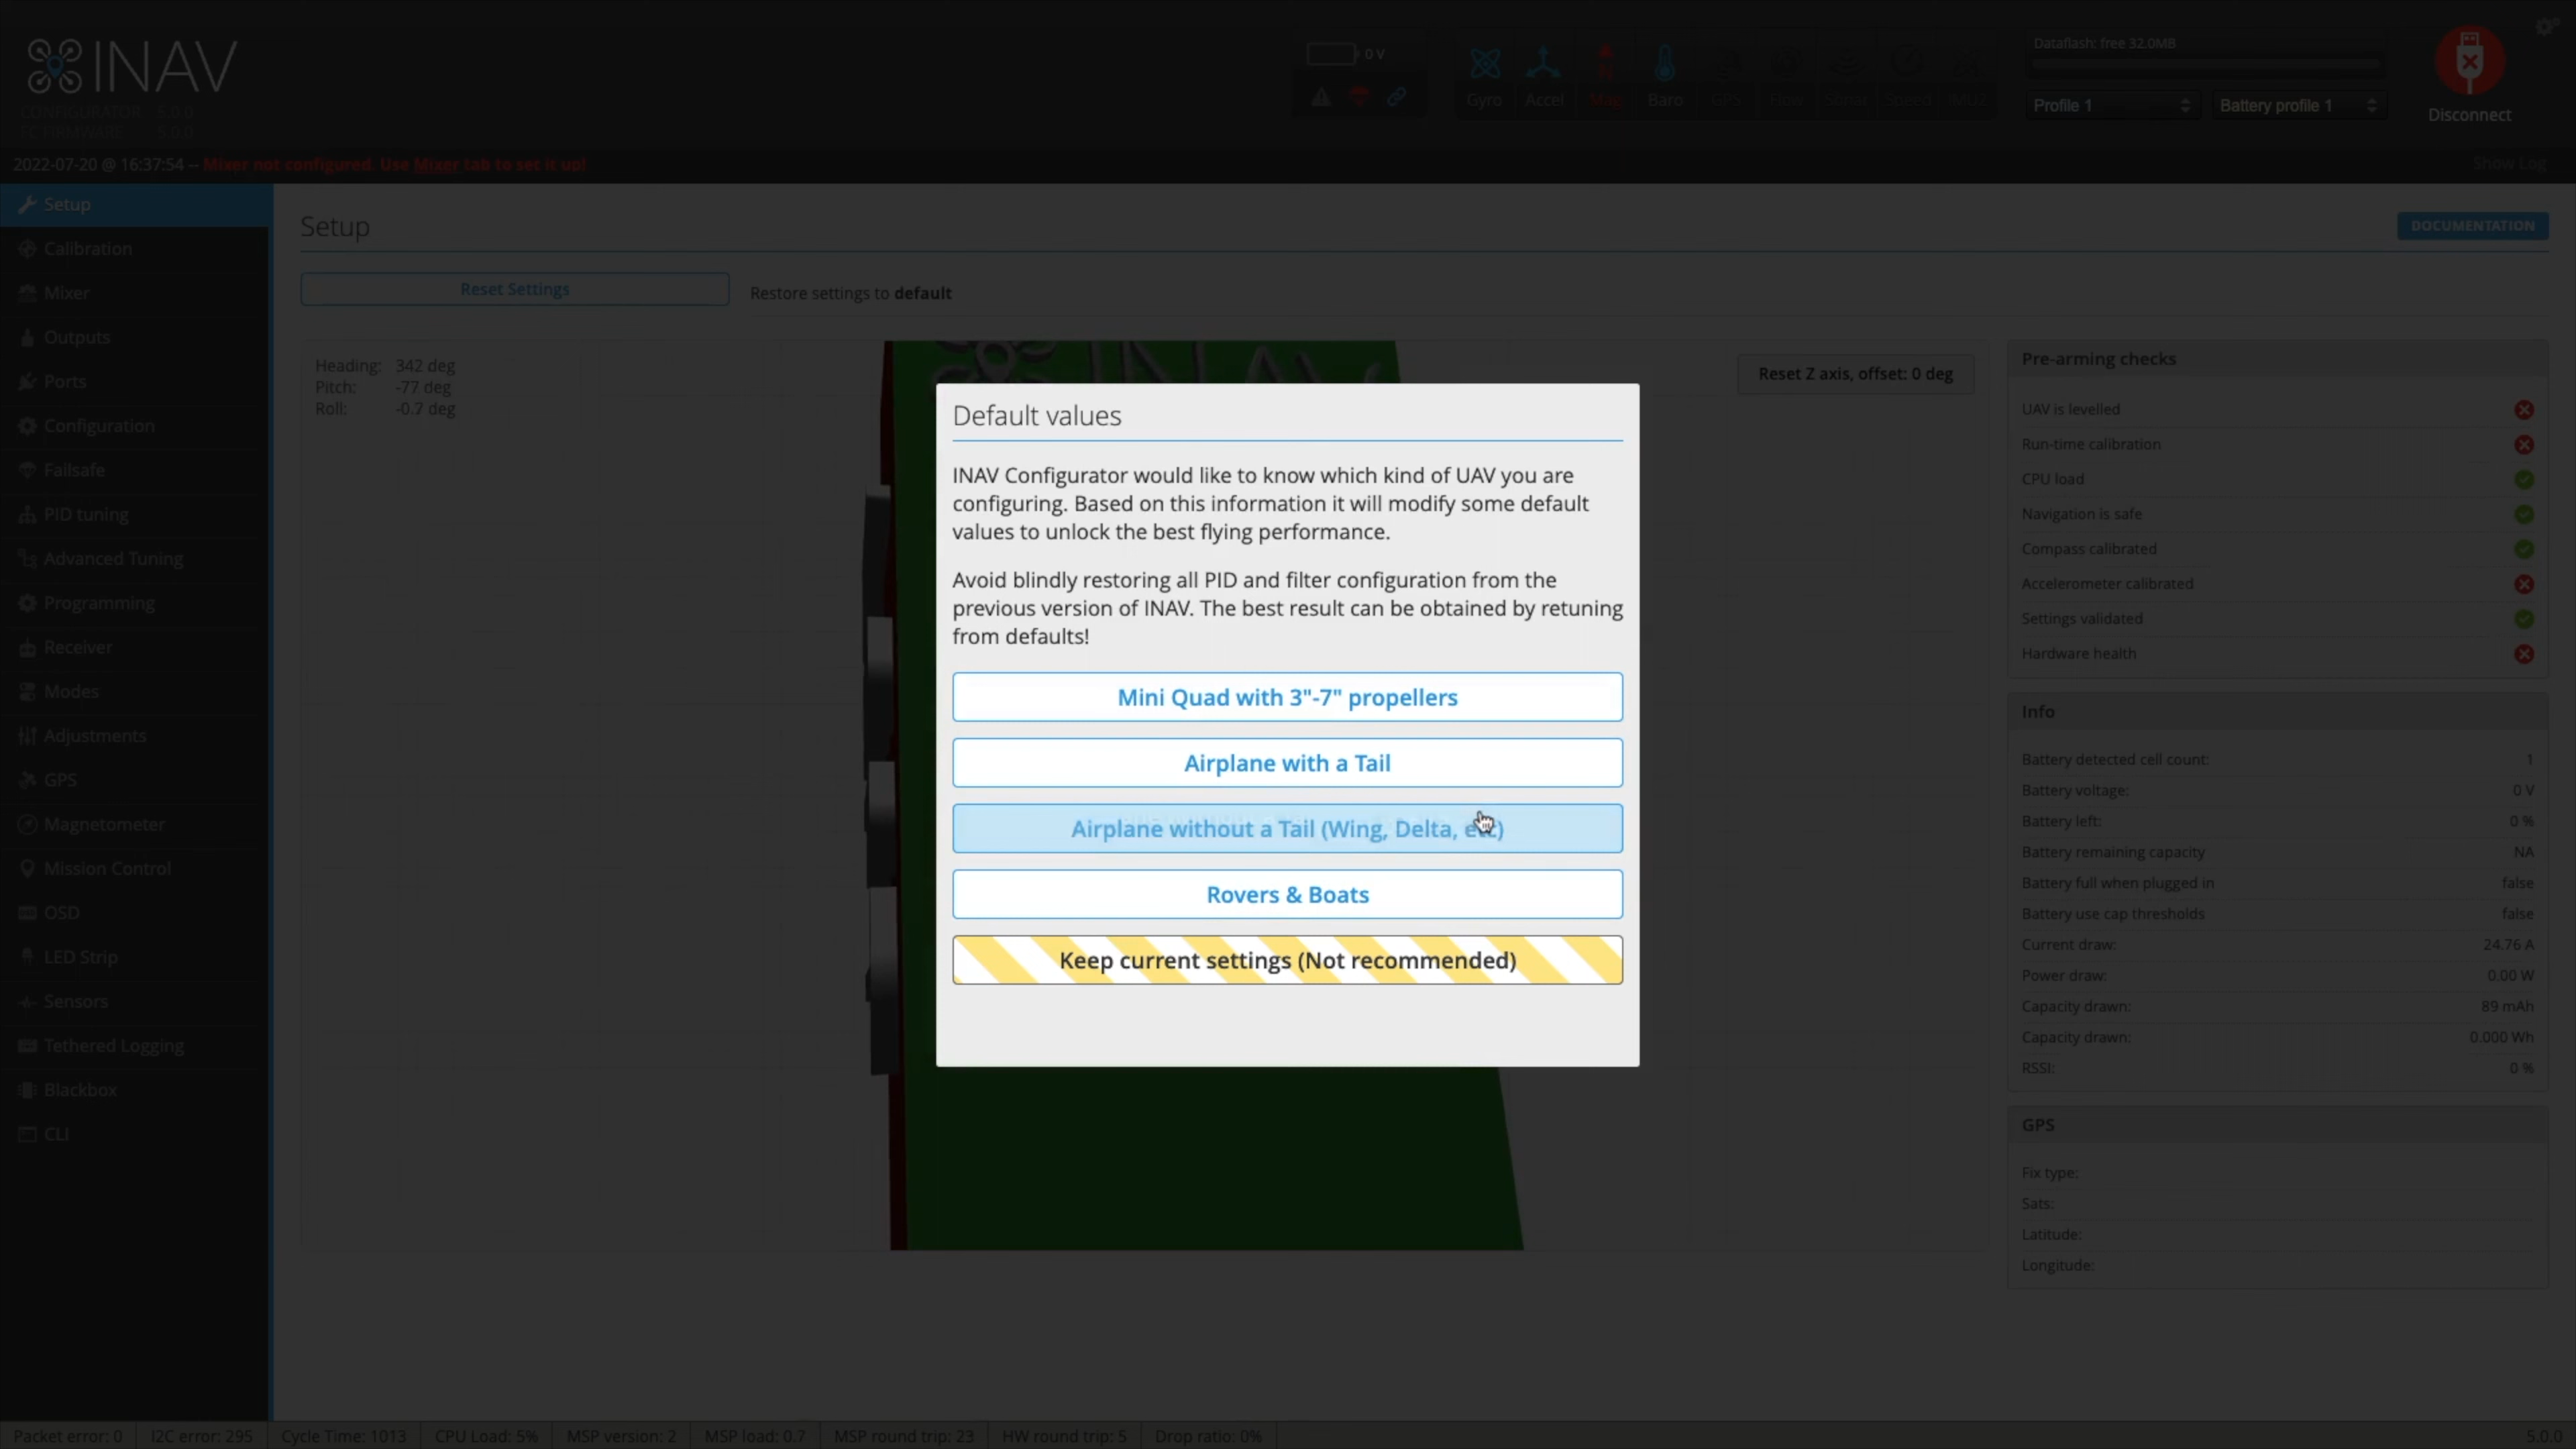 INAV
CONFIGURATOR 5.0.0
FC FIRMWARE 5.0.0
0 V
Gyro
Accel
Mag
Baro
GPS
Flow
Sonar
Speed
Dataflash: free 32.0MB
Profile 1
Battery profile 1
Disconnect
2022-07-20 @ 16:37:54 -- Mixer not configured. Use Mixer tab to set it up!
Show Log
Setup
Calibration
Mixer
Outputs
Ports
Configuration
Failsafe
PID tuning
Advanced Tuning
Programming
Receiver
Modes
Adjustments
GPS
Magnetometer
Mission Control
OSD
LED Strip
Sensors
Tethered Logging
Blackbox
CLI
Setup
DOCUMENTATION
Reset Settings
Restore settings to default
Heading: 342 deg
Pitch: -77 deg
Roll: -0.7 deg
Reset Z axis, offset: 0 deg
Default values
INAV Configurator would like to know which kind of UAV you are
configuring. Based on this information it will modify some default
values to unlock the best flying performance.
Avoid blindly restoring all PID and filter configuration from the
previous version of INAV. The best result can be obtained by retuning
from defaults!
Mini Quad with 3"-7" propellers
Airplane with a Tail
Airplane without a Tail (Wing, Delta, etc)
Rovers & Boats
Keep current settings (Not recommended)
Pre-arming checks
UAV is levelled
Run-time calibration
CPU load
Navigation is safe
Compass calibrated
Accelerometer calibrated
Settings validated
Hardware health
Info
Battery detected cell count: 1
Battery voltage: 0 V
Battery left: 0 %
Battery remaining capacity NA
Battery full when plugged in false
Battery use cap thresholds false
Current draw: 24.76 A
Power draw: 0.00 W
Capacity drawn: 89 mAh
Capacity drawn: 0.000 Wh
RSSI: 0 %
GPS
Fix type:
Sats:
Latitude:
Longitude:
Packet error: 0
I2C error: 295
Cycle Time: 1013
CPU Load: 5%
MSP version: 2
MSP load: 0.7
MSP round trip: 23
HW round trip: 5
Drop ratio: 0%
5.0.0